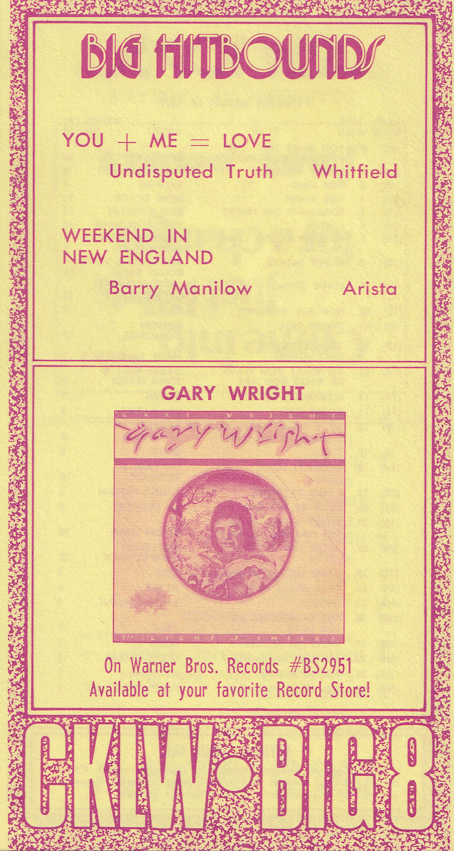 BIG HITBOUNDS
YOU + ME = LOVE
Undisputed Truth Whitfield
WEEKEND IN
NEW ENGLAND
Barry Manilow Arista
GARY WRIGHT
GARY WRIGHT
Gary Wright
THE LIGHT OF SMILES
On Warner Bros. Records #BS2951
Available at your favorite Record Store!
CKLW • BIG 8